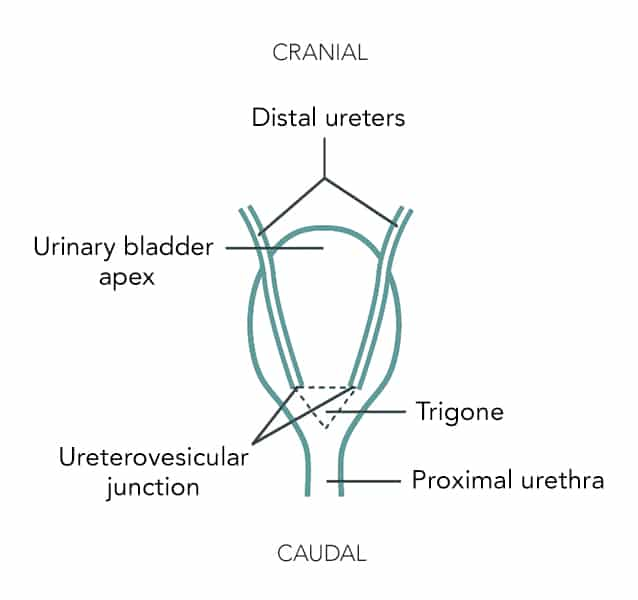 CRANIAL
Distal ureters
Urinary bladder
apex
Trigone
Ureterovesicular
junction
Proximal urethra
CAUDAL